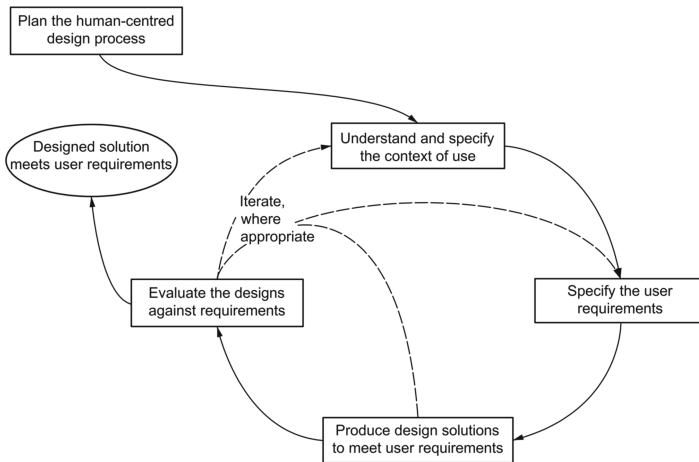 Plan the human-centred
design process
Designed solution
meets user requirements
Understand and specify
the context of use
Iterate,
where
appropriate
Evaluate the designs
against requirements
Specify the user
requirements
Produce design solutions
to meet user requirements